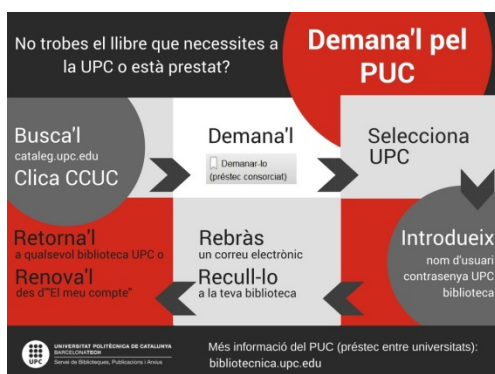 No trobes el llibre que necessites a
la UPC o està prestat?
Demana'l pel
PUC
Busca'l
cataleg.upc.edu
Clica CCUC
Demana'l
Demanar-lo
(préstec consorciat)
Selecciona
UPC
Introdueix
nom d'usuari
contrasenya UPC
biblioteca
Rebràs
un correu electrònic
Recull-lo
a la teva biblioteca
Retorna'l
a qualsevol biblioteca UPC o
Renova'l
des d'"El meu compte"
UPC
UNIVERSITAT POLITÈCNICA DE CATALUNYA
BARCELONATECH
Servei de Biblioteques, Publicacions i Arxius
Més informació del PUC (préstec entre universitats):
bibliotecnica.upc.edu